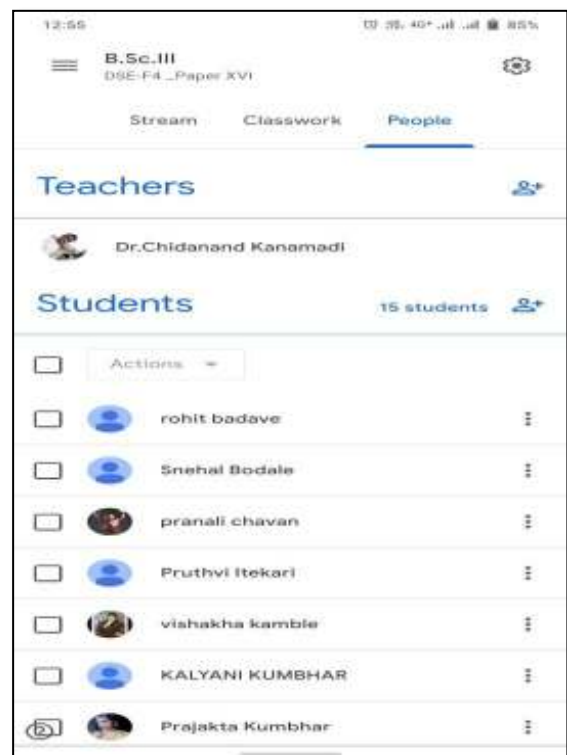 12:55 85%
B.Sc.III
DSE-F4 _Paper XVI
Stream Classwork People
Teachers
Dr.Chidanand Kanamadi
Students 15 students
Actions
rohit badave
Snehal Bodale
pranali chavan
Pruthvi Itekari
vishakha kamble
KALYANI KUMBHAR
Prajakta Kumbhar